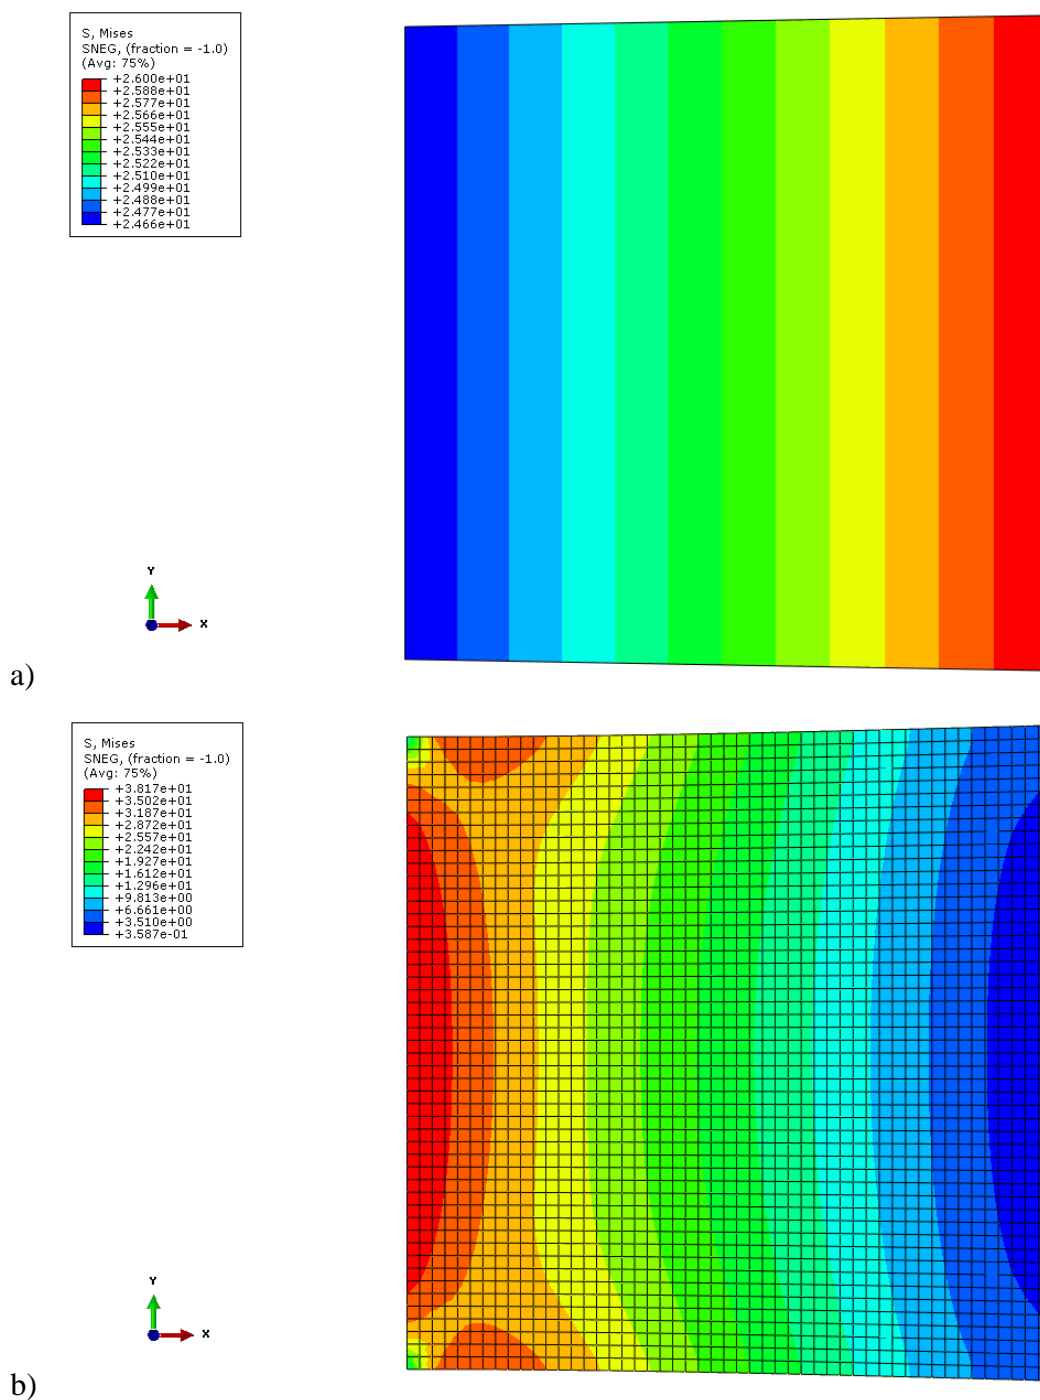 S, Mises
SNEG, (fraction = -1.0)
(Avg: 75%)
+2.600e+01
+2.588e+01
+2.577e+01
+2.566e+01
+2.555e+01
+2.544e+01
+2.533e+01
+2.522e+01
+2.510e+01
+2.499e+01
+2.488e+01
+2.477e+01
+2.466e+01
Y
X
a)
S, Mises
SNEG, (fraction = -1.0)
(Avg: 75%)
+3.817e+01
+3.502e+01
+3.187e+01
+2.872e+01
+2.557e+01
+2.242e+01
+1.927e+01
+1.612e+01
+1.296e+01
+9.813e+00
+6.661e+00
+3.510e+00
+3.587e-01
Y
X
b)